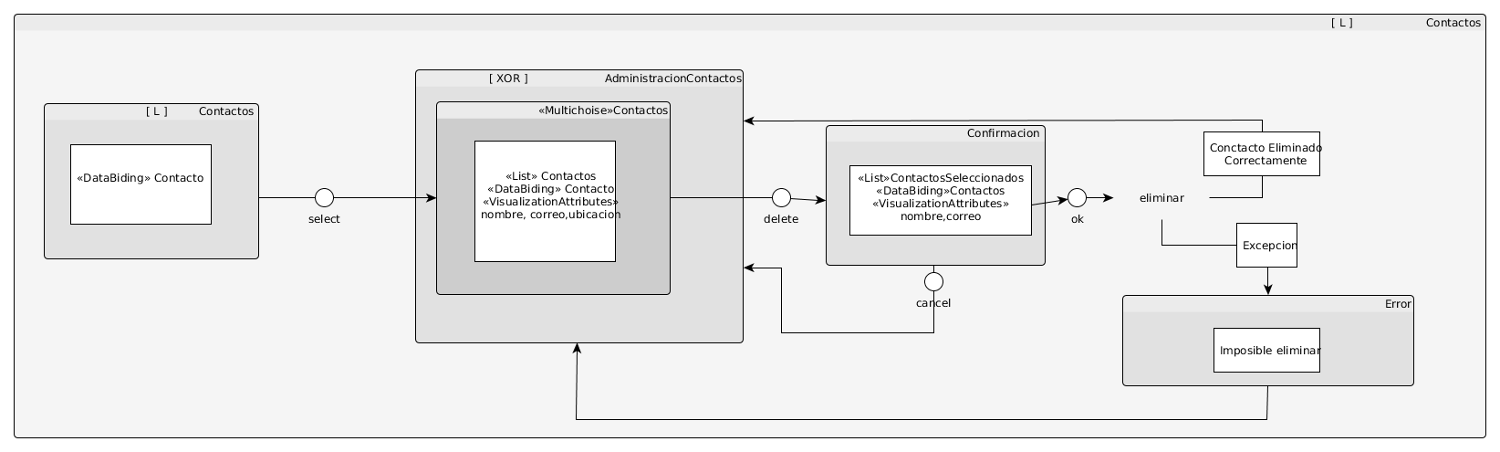 [ L ] Contactos
[ L ] Contactos
«DataBiding» Contacto
select
[ XOR ] AdministracionContactos
«Multichoise»Contactos
«List» Contactos
«DataBiding» Contacto
«VisualizationAttributes»
nombre, correo,ubicacion
delete
Confirmacion
«List»ContactosSeleccionados
«DataBiding»Contactos
«VisualizationAttributes»
nombre,correo
cancel
ok
eliminar
Conctacto Eliminado
Correctamente
Excepcion
Error
Imposible eliminar